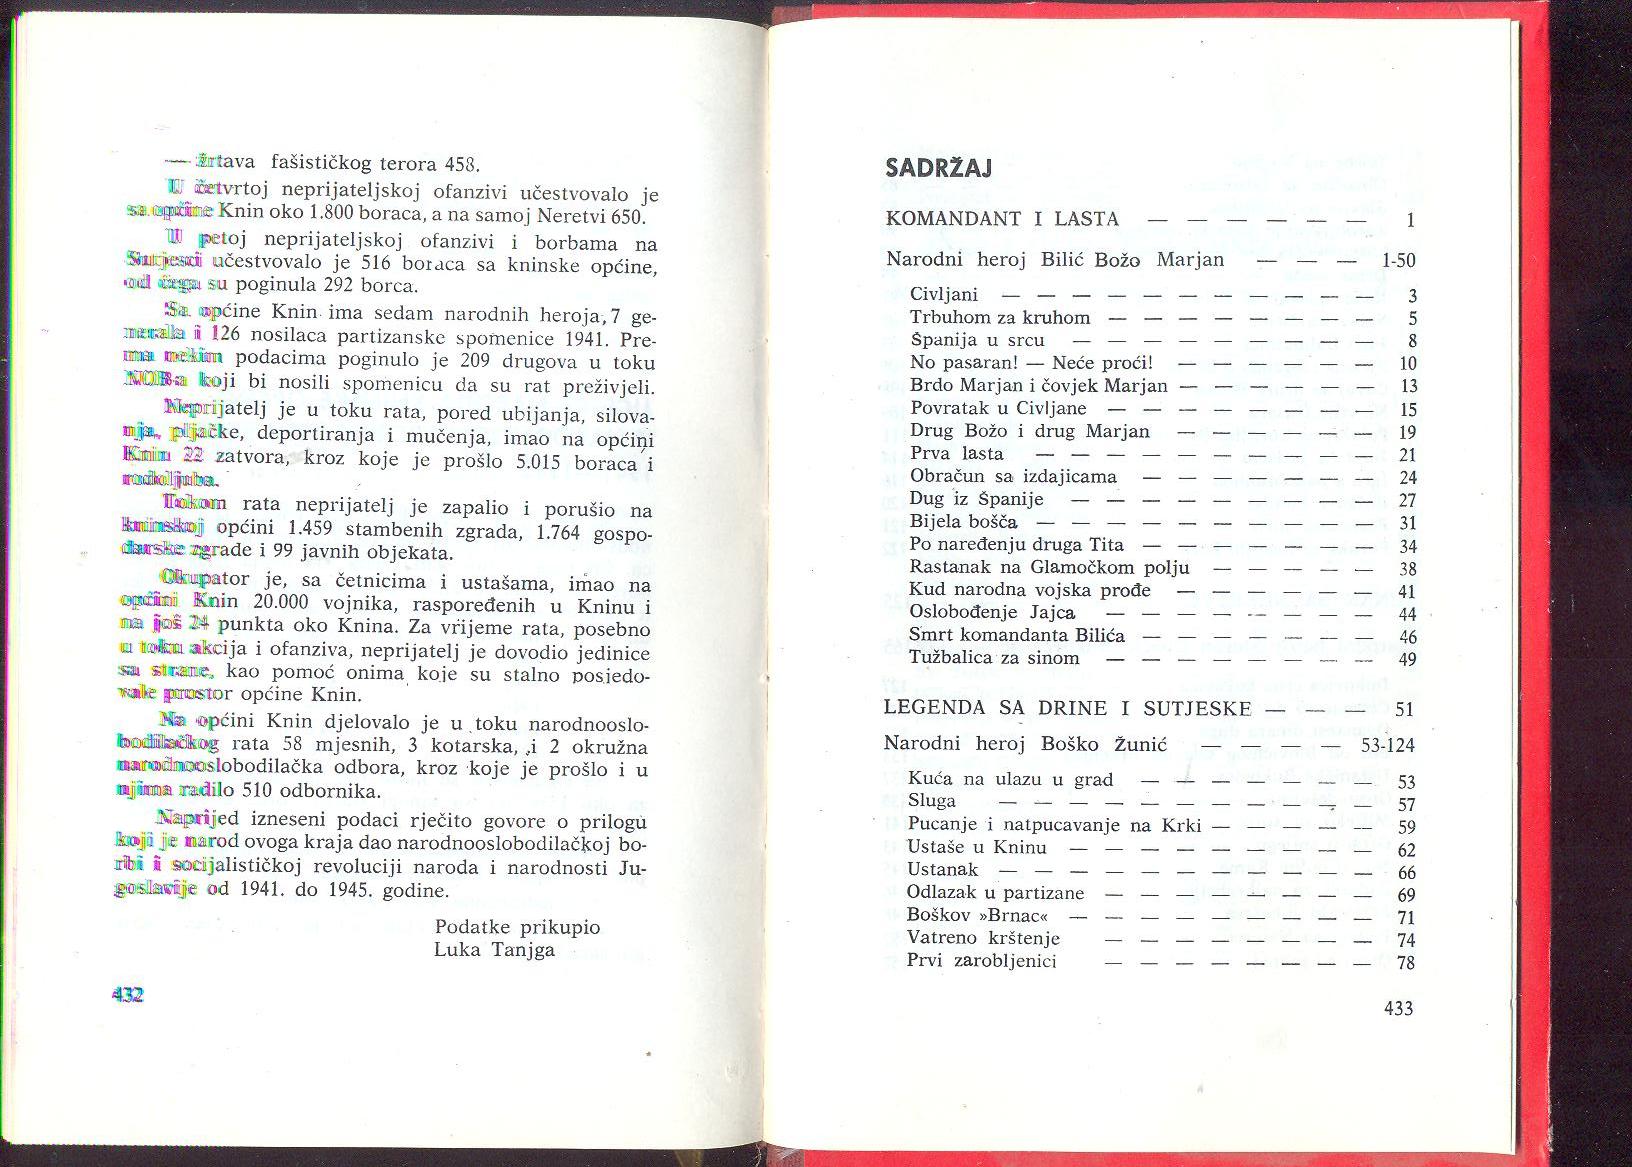 — žrtava fašističkog terora 458.
U četvrtoj neprijateljskoj ofanzivi učestvovalo je
sa općine Knin oko 1.800 boraca, a na samoj Neretvi 650.
U petoj neprijateljskoj ofanzivi i borbama na
Sutjesci učestvovalo je 516 boraca sa kninske općine,
od čega su poginula 292 borca.
Sa općine Knin ima sedam narodnih heroja, 7 ge-
nerala i 126 nosilaca partizanske spomenice 1941. Pre-
ma nekim podacima poginulo je 209 drugova u toku
NOB-a koji bi nosili spomenicu da su rat preživjeli.
Neprijatelj je u toku rata, pored ubijanja, silova-
nja, pljačke, deportiranja i mučenja, imao na općini
Knin 22 zatvora, kroz koje je prošlo 5.015 boraca i
rodoljuba.
Tokom rata neprijatelj je zapalio i porušio na
kninskoj općini 1.459 stambenih zgrada, 1.764 gospo-
darske zgrade i 99 javnih objekata.
Okupator je, sa četnicima i ustašama, imao na
općini Knin 20.000 vojnika, raspoređenih u Kninu i
na još 24 punkta oko Knina. Za vrijeme rata, posebno
u toku akcija i ofanziva, neprijatelj je dovodio jedinice
sa strane, kao pomoć onima koje su stalno posjedo-
vale prostor općine Knin.
Na općini Knin djelovalo je u toku narodnooslo-
bodilačkog rata 58 mjesnih, 3 kotarska, i 2 okružna
narodnooslobodilačka odbora, kroz koje je prošlo i u
njima radilo 510 odbornika.
Naprijed izneseni podaci rječito govore o prilogu
koji je narod ovoga kraja dao narodnooslobodilačkoj bo-
rbi i socijalističkoj revoluciji naroda i narodnosti Ju-
goslavije od 1941. do 1945. godine.
Podatke prikupio
Luka Tanjga
432
SADRŽAJ
KOMANDANT I LASTA — — — — — — 1
Narodni heroj Bilić Božo Marjan — — — 1-50
Civljani — — — — — — — — — — — 3
Trbuhom za kruhom — — — — — — — — 5
Španija u srcu — — — — — — — — — 8
No pasaran! — Neće proći! — — — — — — 10
Brdo Marjan i čovjek Marjan — — — — — — 13
Povratak u Civljane — — — — — — — — 15
Drug Božo i drug Marjan — — — — — — 19
Prva lasta — — — — — — — — — — 21
Obračun sa izdajicama — — — — — — — 24
Dug iz Španije — — — — — — — — — 27
Bijela bošča — — — — — — — — — — 31
Po naređenju druga Tita — — — — — — — 34
Rastanak na Glamočkom polju — — — — — 38
Kud narodna vojska prođe — — — — — — 41
Oslobođenje Jajca — — — — — — — — 44
Smrt komandanta Bilića — — — — — — — 46
Tužbalica za sinom — — — — — — — — 49
LEGENDA SA DRINE I SUTJESKE — — — 51
Narodni heroj Boško Žunić — — — — — 53-124
Kuća na ulazu u grad — — — — — — — 53
Sluga — — — — — — — — — — — 57
Pucanje i natpucavanje na Krki — — — — — 59
Ustaše u Kninu — — — — — — — — — 62
Ustanak — — — — — — — — — — — 66
Odlazak u partizane — — — — — — — — 69
Boškov »Brnac« — — — — — — — — — 71
Vatreno krštenje — — — — — — — — 74
Prvi zarobljenici — — — — — — — — 78
433